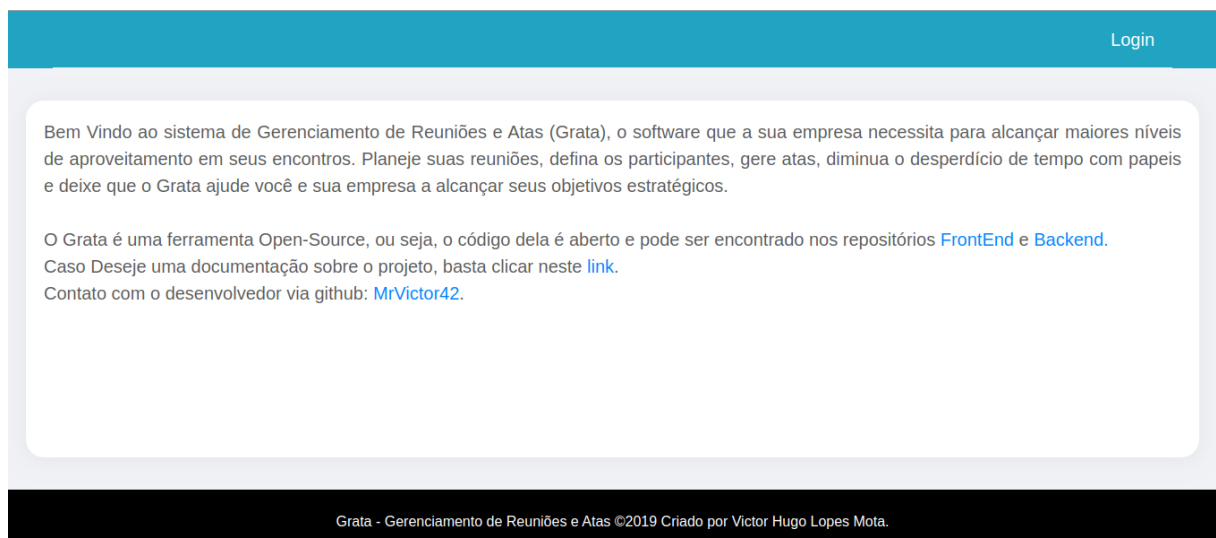 Login
Bem Vindo ao sistema de Gerenciamento de Reuniões e Atas (Grata), o software que a sua empresa necessita para alcançar maiores níveis
de aproveitamento em seus encontros. Planeje suas reuniões, defina os participantes, gere atas, diminua o desperdício de tempo com papeis
e deixe que o Grata ajude você e sua empresa a alcançar seus objetivos estratégicos.
O Grata é uma ferramenta Open-Source, ou seja, o código dela é aberto e pode ser encontrado nos repositórios FrontEnd e Backend.
Caso Deseje uma documentação sobre o projeto, basta clicar neste link.
Contato com o desenvolvedor via github: MrVictor42.
Grata - Gerenciamento de Reuniões e Atas ©2019 Criado por Victor Hugo Lopes Mota.